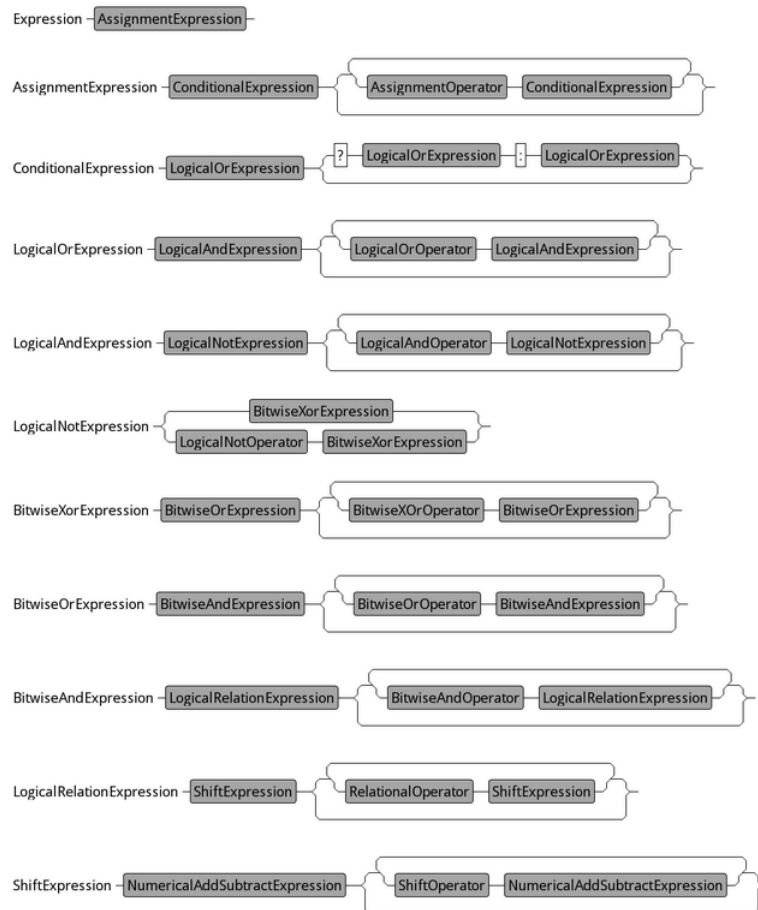 Expression AssignmentExpression
AssignmentExpression ConditionalExpression AssignmentOperator ConditionalExpression
ConditionalExpression LogicalOrExpression ? LogicalOrExpression : LogicalOrExpression
LogicalOrExpression LogicalAndExpression LogicalOrOperator LogicalAndExpression
LogicalAndExpression LogicalNotExpression LogicalAndOperator LogicalNotExpression
BitwiseXorExpression
LogicalNotExpression
LogicalNotOperator BitwiseXorExpression
BitwiseXorExpression BitwiseOrExpression BitwiseXOrOperator BitwiseOrExpression
BitwiseOrExpression BitwiseAndExpression BitwiseOrOperator BitwiseAndExpression
BitwiseAndExpression LogicalRelationExpression BitwiseAndOperator LogicalRelationExpression
LogicalRelationExpression ShiftExpression RelationalOperator ShiftExpression
ShiftExpression NumericalAddSubtractExpression ShiftOperator NumericalAddSubtractExpression